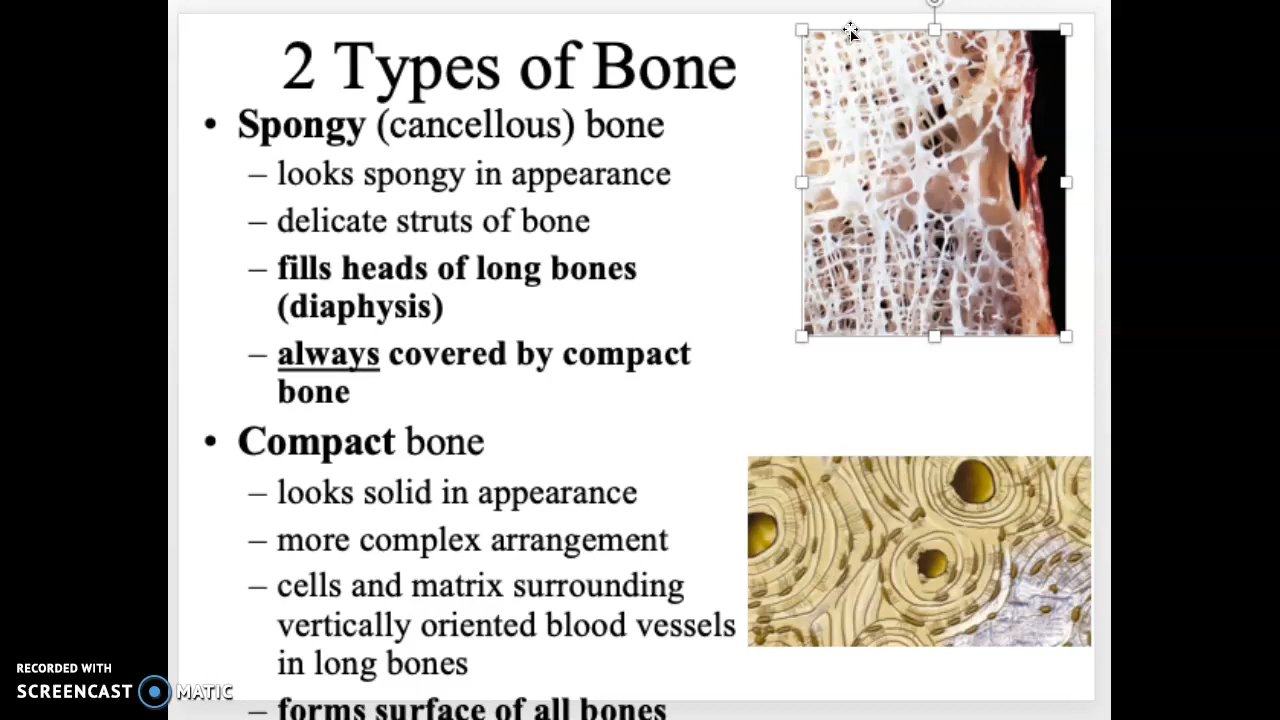 2 Types of Bone
• Spongy (cancellous) bone
– looks spongy in appearance
– delicate struts of bone
– fills heads of long bones
(diaphysis)
– always covered by compact
bone
• Compact bone
– looks solid in appearance
– more complex arrangement
– cells and matrix surrounding
vertically oriented blood vessels
in long bones
– forms surface of all bones
RECORDED WITH
SCREENCAST MATIC